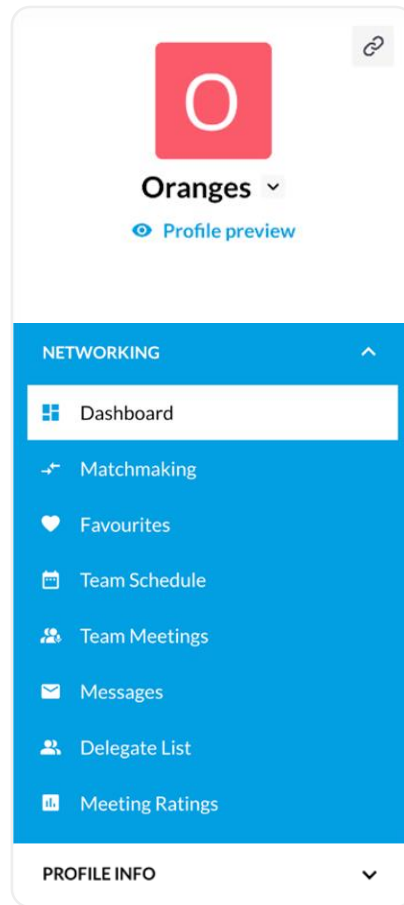 O
Oranges
Profile preview
NETWORKING
Dashboard
Matchmaking
Favourites
Team Schedule
Team Meetings
Messages
Delegate List
Meeting Ratings
PROFILE INFO